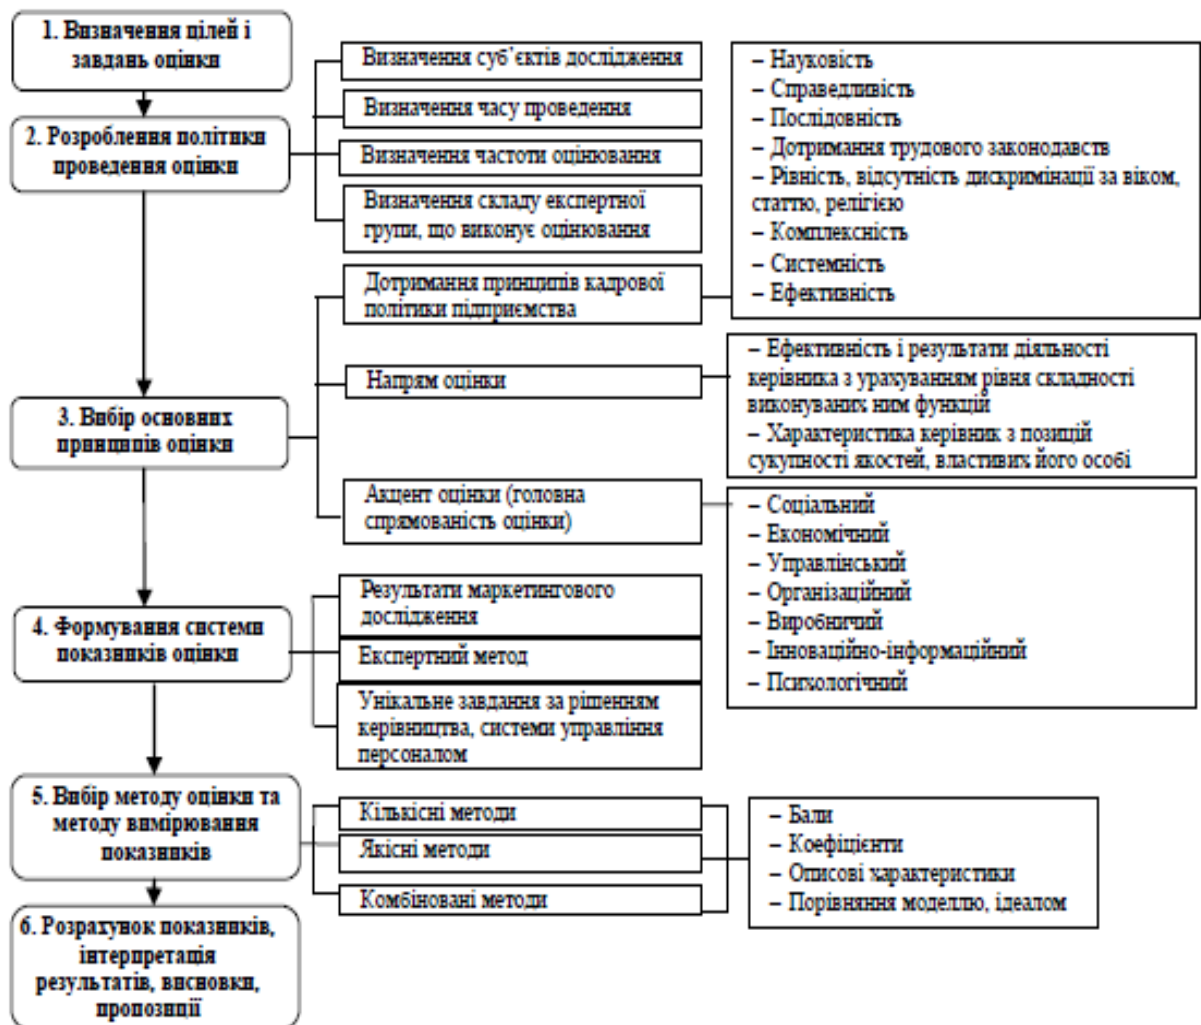 1. Визначення цілей і
завдань оцінки
2. Розроблення політики
проведення оцінки
Визначення суб’єктів дослідження
Визначення часу проведення
Визначення частоти оцінювання
Визначення складу експертної
групи, що виконує оцінювання
3. Вибір основних
принципів оцінки
Дотримання принципів кадрової
політики підприємства
– Науковість
– Справедливість
– Послідовність
– Дотримання трудового законодавств
– Рівність, відсутність дискримінації за віком,
статтю, релігією
– Комплексність
– Системність
– Ефективність
Напрям оцінки
– Ефективність і результати діяльності
керівника з урахуванням рівня складності
виконуваних ним функцій
– Характеристика керівник з позицій
сукупності якостей, властивих його особі
Акцент оцінки (головна
спрямованість оцінки)
– Соціальний
– Економічний
– Управлінський
– Організаційний
– Виробничий
– Інноваційно-інформаційний
– Психологічний
4. Формування системи
показників оцінки
Результати маркетингового
дослідження
Експертний метод
Унікальне завдання за рішенням
керівництва, системи управління
персоналом
5. Вибір методу оцінки та
методу вимірювання
показників
Кількісні методи
Якісні методи
Комбіновані методи
– Бали
– Коефіцієнти
– Описові характеристики
– Порівняння моделлю, ідеалом
6. Розрахунок показників,
інтерпретація
результатів, висновки,
пропозиції